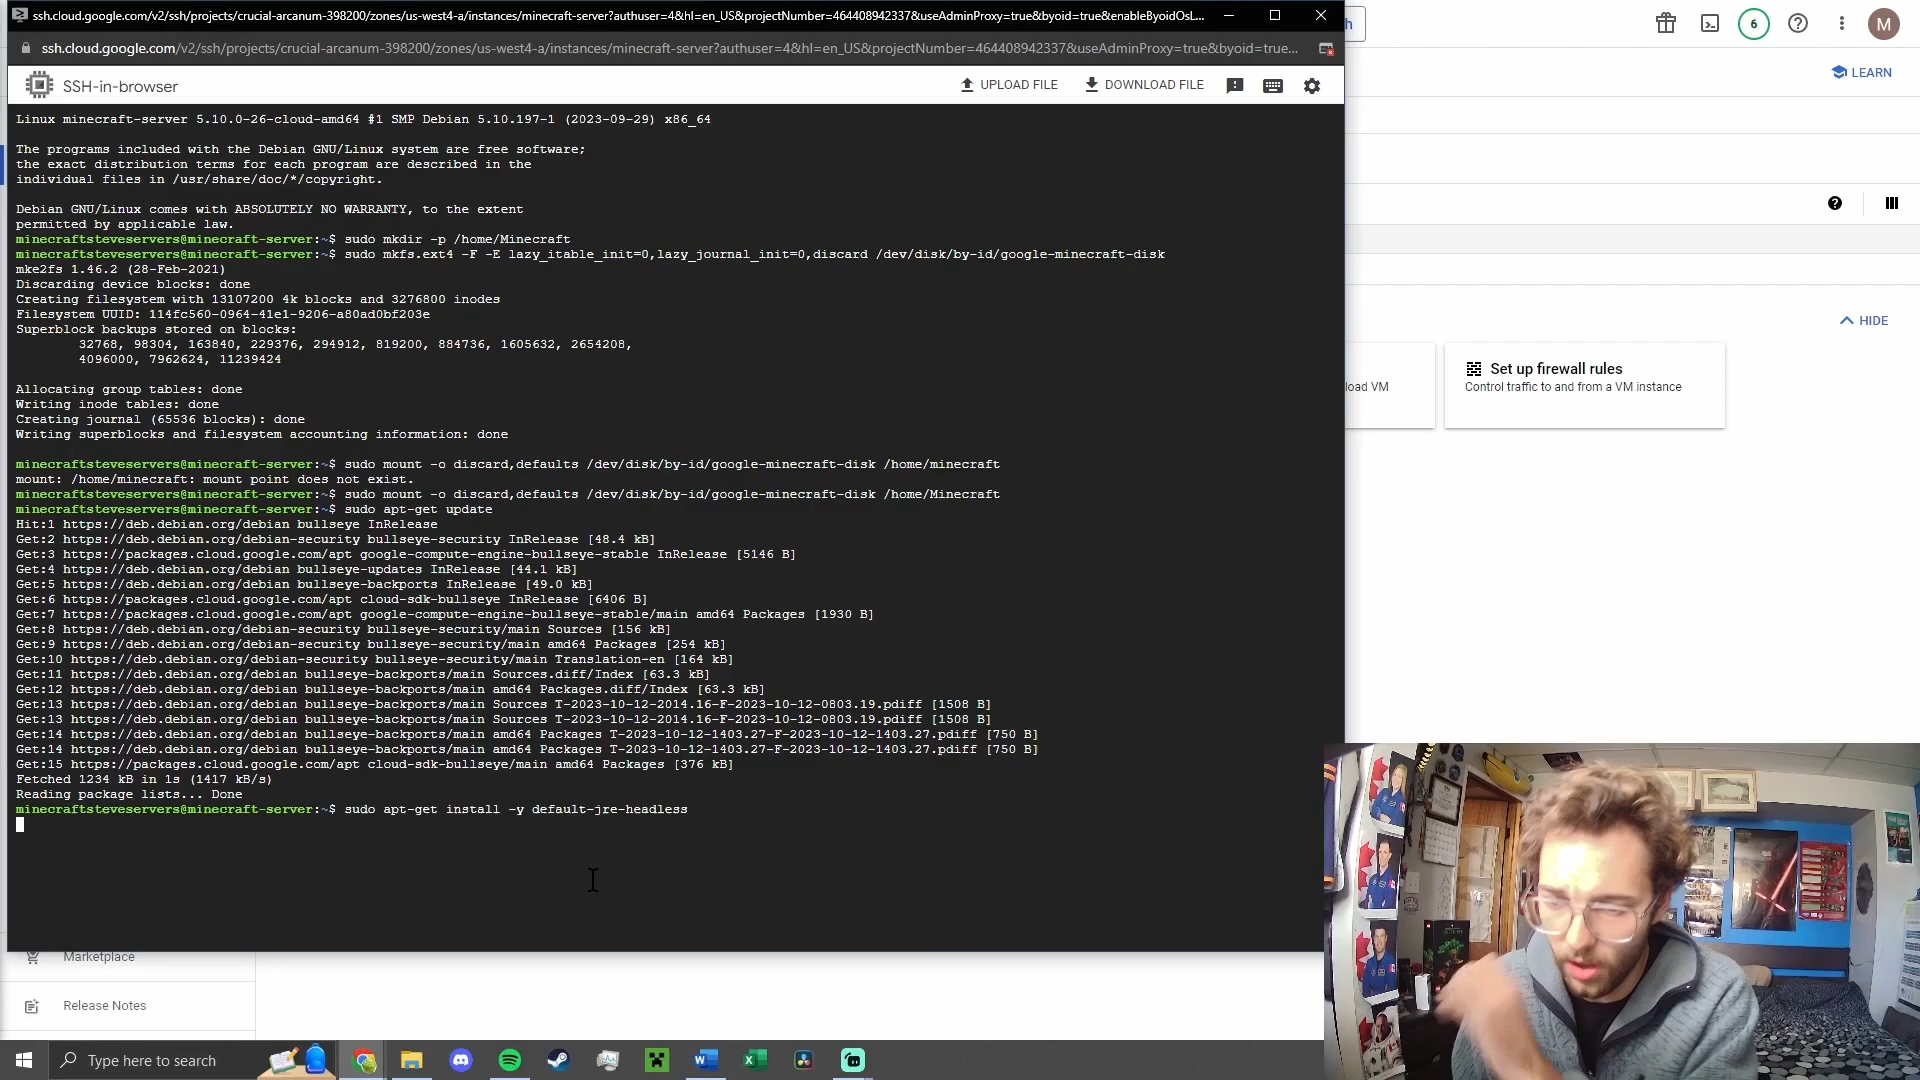 ssh.cloud.google.com/v2/ssh/projects/crucial-arcanum-398200/zones/us-west4-a/instances/minecraft-server?authuser=4&hl=en_US&projectNumber=464408942337&useAdminProxy=true&byoid=true&enableByoidOsL...
ssh.cloud.google.com/v2/ssh/projects/crucial-arcanum-398200/zones/us-west4-a/instances/minecraft-server?authuser=4&hl=en_US&projectNumber=464408942337&useAdminProxy=true&byoid=true...
SSH-in-browser
UPLOAD FILE
DOWNLOAD FILE
6
M
LEARN
HIDE
Set up firewall rules
Control traffic to and from a VM instance
load VM
Linux minecraft-server 5.10.0-26-cloud-amd64 #1 SMP Debian 5.10.197-1 (2023-09-29) x86_64
The programs included with the Debian GNU/Linux system are free software;
the exact distribution terms for each program are described in the
individual files in /usr/share/doc/*/copyright.
Debian GNU/Linux comes with ABSOLUTELY NO WARRANTY, to the extent
permitted by applicable law.
minecraftsteveservers@minecraft-server:~$ sudo mkdir -p /home/Minecraft
minecraftsteveservers@minecraft-server:~$ sudo mkfs.ext4 -F -E lazy_itable_init=0,lazy_journal_init=0,discard /dev/disk/by-id/google-minecraft-disk
mke2fs 1.46.2 (28-Feb-2021)
Discarding device blocks: done
Creating filesystem with 13107200 4k blocks and 3276800 inodes
Filesystem UUID: 114fc560-0964-41e1-9206-a80ad0bf203e
Superblock backups stored on blocks:
32768, 98304, 163840, 229376, 294912, 819200, 884736, 1605632, 2654208,
4096000, 7962624, 11239424
Allocating group tables: done
Writing inode tables: done
Creating journal (65536 blocks): done
Writing superblocks and filesystem accounting information: done
minecraftsteveservers@minecraft-server:~$ sudo mount -o discard,defaults /dev/disk/by-id/google-minecraft-disk /home/minecraft
mount: /home/minecraft: mount point does not exist.
minecraftsteveservers@minecraft-server:~$ sudo mount -o discard,defaults /dev/disk/by-id/google-minecraft-disk /home/Minecraft
minecraftsteveservers@minecraft-server:~$ sudo apt-get update
Hit:1 https://deb.debian.org/debian bullseye InRelease
Get:2 https://deb.debian.org/debian bullseye-security InRelease [48.4 kB]
Get:3 https://packages.cloud.google.com/apt google-compute-engine-bullseye-stable InRelease [5146 B]
Get:4 https://deb.debian.org/debian bullseye-updates InRelease [44.1 kB]
Get:5 https://deb.debian.org/debian bullseye-backports InRelease [49.0 kB]
Get:6 https://packages.cloud.google.com/apt cloud-sdk-bullseye InRelease [6406 B]
Get:7 https://packages.cloud.google.com/apt google-compute-engine-bullseye-stable/main amd64 Packages [1930 B]
Get:8 https://deb.debian.org/debian-security bullseye-security/main Sources [156 kB]
Get:9 https://deb.debian.org/debian-security bullseye-security/main amd64 Packages [254 kB]
Get:10 https://deb.debian.org/debian-security bullseye-security/main Translation-en [164 kB]
Get:11 https://deb.debian.org/debian bullseye-backports/main Sources.diff/Index [63.3 kB]
Get:12 https://deb.debian.org/debian bullseye-backports/main amd64 Packages.diff/Index [63.3 kB]
Get:13 https://deb.debian.org/debian bullseye-backports/main Sources T-2023-10-12-2014.16-F-2023-10-12-0803.19.pdiff [1508 B]
Get:13 https://deb.debian.org/debian bullseye-backports/main Sources T-2023-10-12-2014.16-F-2023-10-12-0803.19.pdiff [1508 B]
Get:14 https://deb.debian.org/debian bullseye-backports/main amd64 Packages T-2023-10-12-1403.27-F-2023-10-12-1403.27.pdiff [750 B]
Get:14 https://deb.debian.org/debian bullseye-backports/main amd64 Packages T-2023-10-12-1403.27-F-2023-10-12-1403.27.pdiff [750 B]
Get:15 https://packages.cloud.google.com/apt cloud-sdk-bullseye/main amd64 Packages [376 kB]
Fetched 1234 kB in 1s (1417 kB/s)
Reading package lists... Done
minecraftsteveservers@minecraft-server:~$ sudo apt-get install -y default-jre-headless
Marketplace
Release Notes
Type here to search